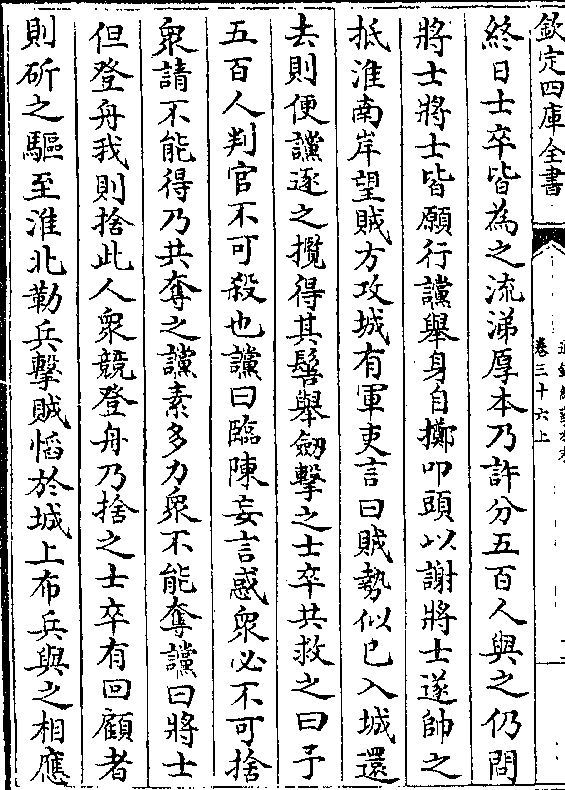 欽定四庫全書
卷三十六上
終日士卒皆為之流涕厚本乃許分五百人與之仍問
將士將士皆願行讜舉身自擲叩頭以謝將士遂帥之
抵淮南岸望賊方攻城有軍吏言曰賊勢似已入城還
去則便讜逐之攬得其髻舉劒擊之士卒共救之曰千
五百人判官不可殺也讜曰臨陳妄言惑衆必不可捨
衆請不能得乃共奪之讜素多力衆不能奪讜曰將士
但登舟我則捨此人衆競登舟乃捨之士卒有回顧者
則斫之驅至淮北勒兵擊賊慆於城上布兵與之相應